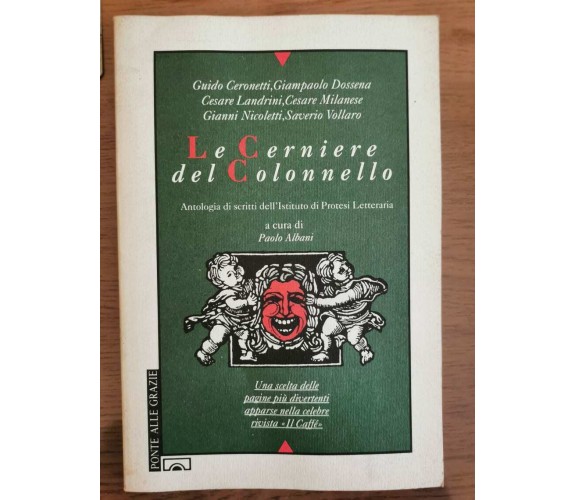 Guido Ceronetti,Giampaolo Dossena
Cesare Landrini,Cesare Milanese
Gianni Nicoletti,Saverio Vollaro
Le Cerniere
del Colonnello
Antologia di scritti dell'Istituto di Protesi Letteraria
a cura di
Paolo Albani
Una scelta delle
pagine più divertenti
apparse nella celebre
rivista «Il Caffè»
PONTE ALLE GRAZIE